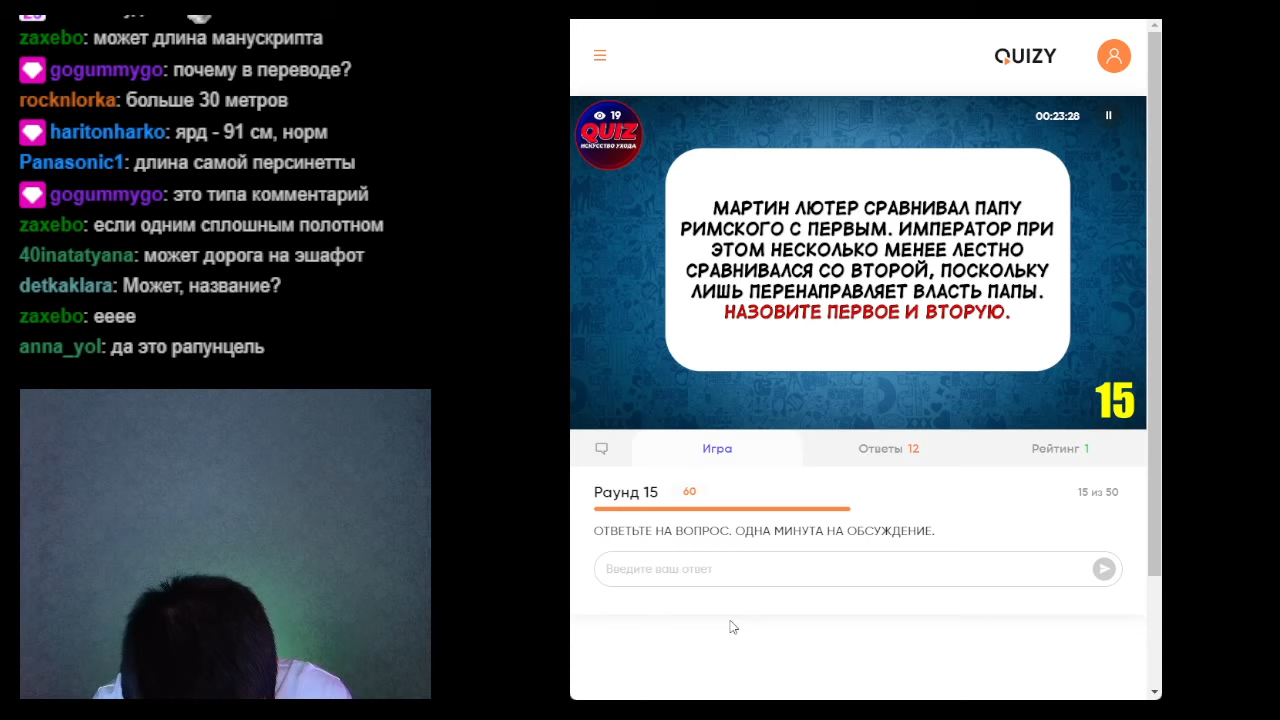 zaxebo: может длина манускрипта
gogummygo: почему в переводе?
rocknlorka: больше 30 метров
haritonharko: ярд - 91 см, норм
Panasonic1: длина самой персинетты
gogummygo: это типа комментарий
zaxebo: если одним сплошным полотном
40inatatyana: может дорога на эшафот
detkaklara: Может, название?
zaxebo: ееее
anna_yol: да это рапунцель
QUIZY
19
QUIZ
ИСКУССТВО УХОДА
00:23:28
МАРТИН ЛЮТЕР СРАВНИВАЛ ПАПУ
РИМСКОГО С ПЕРВЫМ. ИМПЕРАТОР ПРИ
ЭТОМ НЕСКОЛЬКО МЕНЕЕ ЛЕСТНО
СРАВНИВАЛСЯ СО ВТОРОЙ, ПОСКОЛЬКУ
ЛИШЬ ПЕРЕНАПРАВЛЯЕТ ВЛАСТЬ ПАПЫ.
НАЗОВИТЕ ПЕРВОЕ И ВТОРУЮ.
15
Игра
Ответы 12
Рейтинг 1
Раунд 15 60
15 из 50
ОТВЕТЬТЕ НА ВОПРОС. ОДНА МИНУТА НА ОБСУЖДЕНИЕ.
Введите ваш ответ